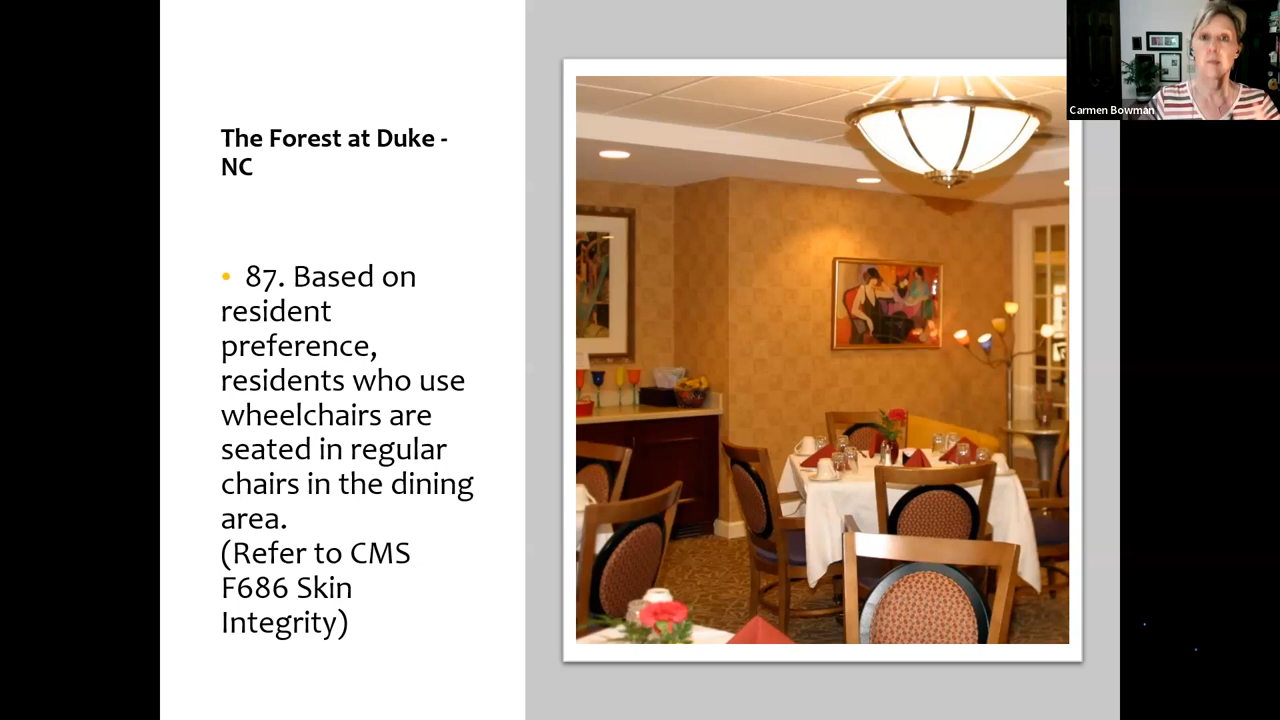 The Forest at Duke -
NC
• 87. Based on
resident
preference,
residents who use
wheelchairs are
seated in regular
chairs in the dining
area.
(Refer to CMS
F686 Skin
Integrity)
Carmen Bowman